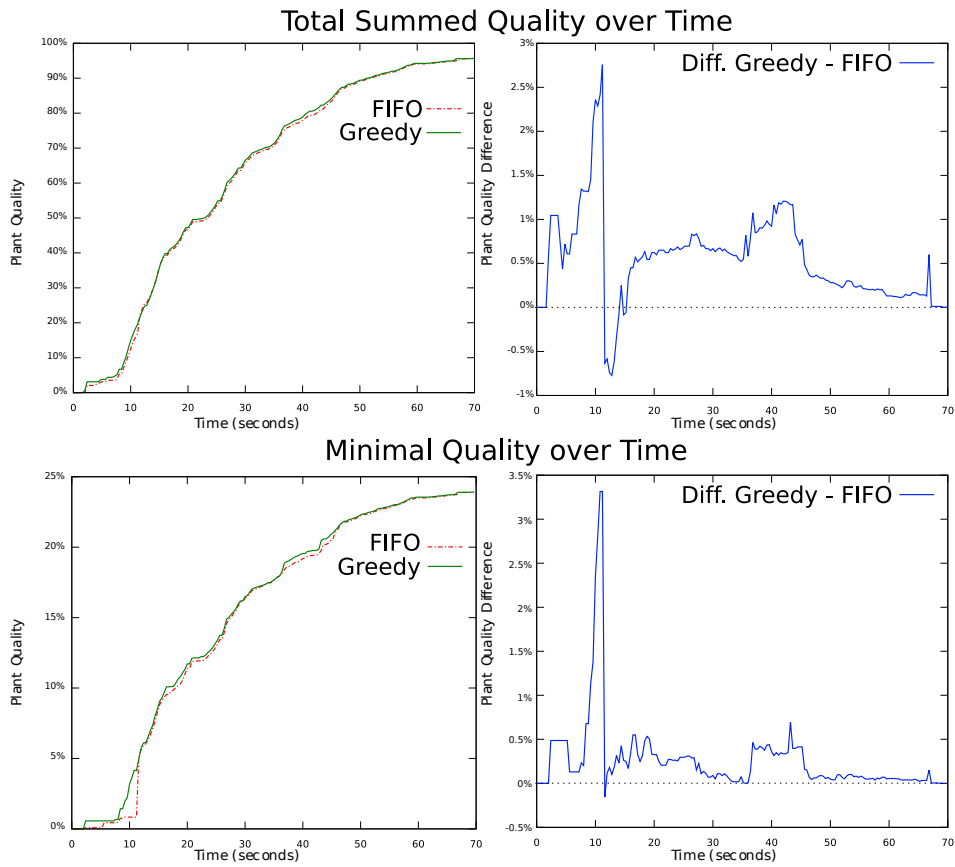 Total Summed Quality over Time
100%
90%
80%
70%
60%
50%
40%
30%
20%
10%
0%
Plant Quality
FIFO
Greedy
0 10 20 30 40 50 60 70
Time (seconds)
3%
2.5%
2%
1.5%
1%
0.5%
0%
-0.5%
-1%
Plant Quality Difference
Diff. Greedy - FIFO
0 10 20 30 40 50 60 70
Time (seconds)
Minimal Quality over Time
25%
20%
15%
10%
5%
0%
Plant Quality
FIFO
Greedy
0 10 20 30 40 50 60 70
Time (seconds)
3.5%
3%
2.5%
2%
1.5%
1%
0.5%
0%
-0.5%
Plant Quality Difference
Diff. Greedy - FIFO
0 10 20 30 40 50 60 70
Time (seconds)